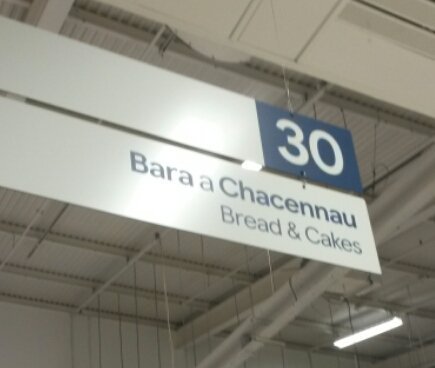 30
Bara a Chacennau
Bread & Cakes